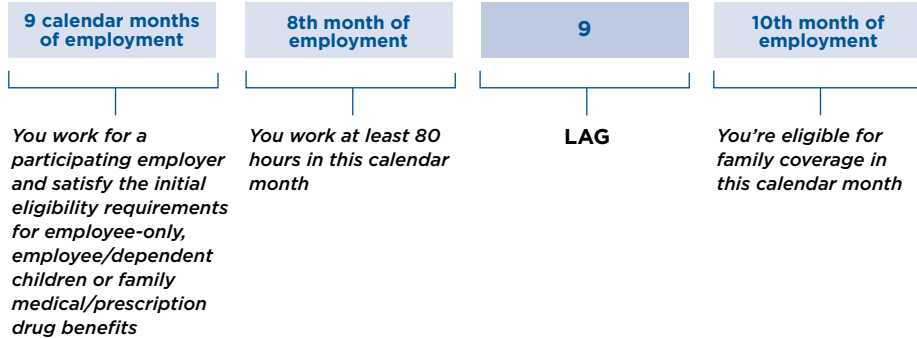 9 calendar months
of employment
8th month of
employment
9
10th month of
employment
You work for a
participating employer
and satisfy the initial
eligibility requirements
for employee-only,
employee/dependent
children or family
medical/prescription
drug benefits
You work at least 80
hours in this calendar
month
LAG
You're eligible for
family coverage in
this calendar month